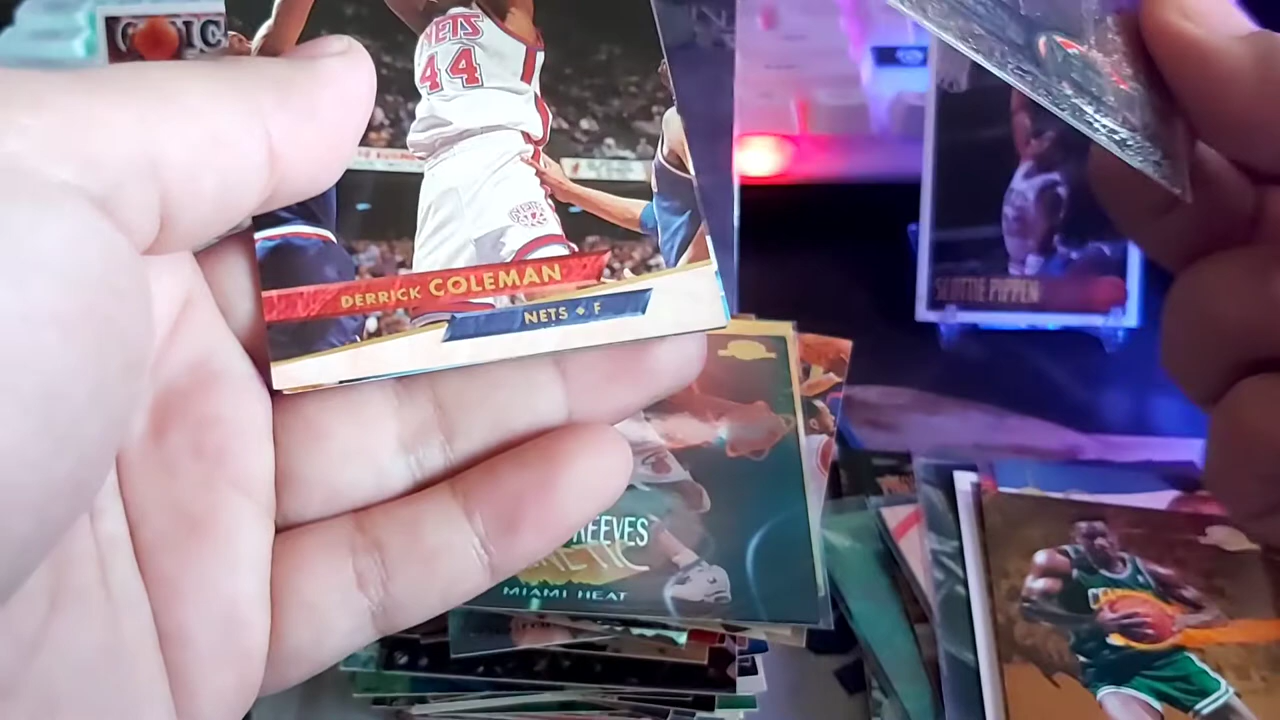 NETS
44
DERRICK COLEMAN
NETS ♦ F
SCOTTIE PIPPEN
REEVES
MIAMI HEAT